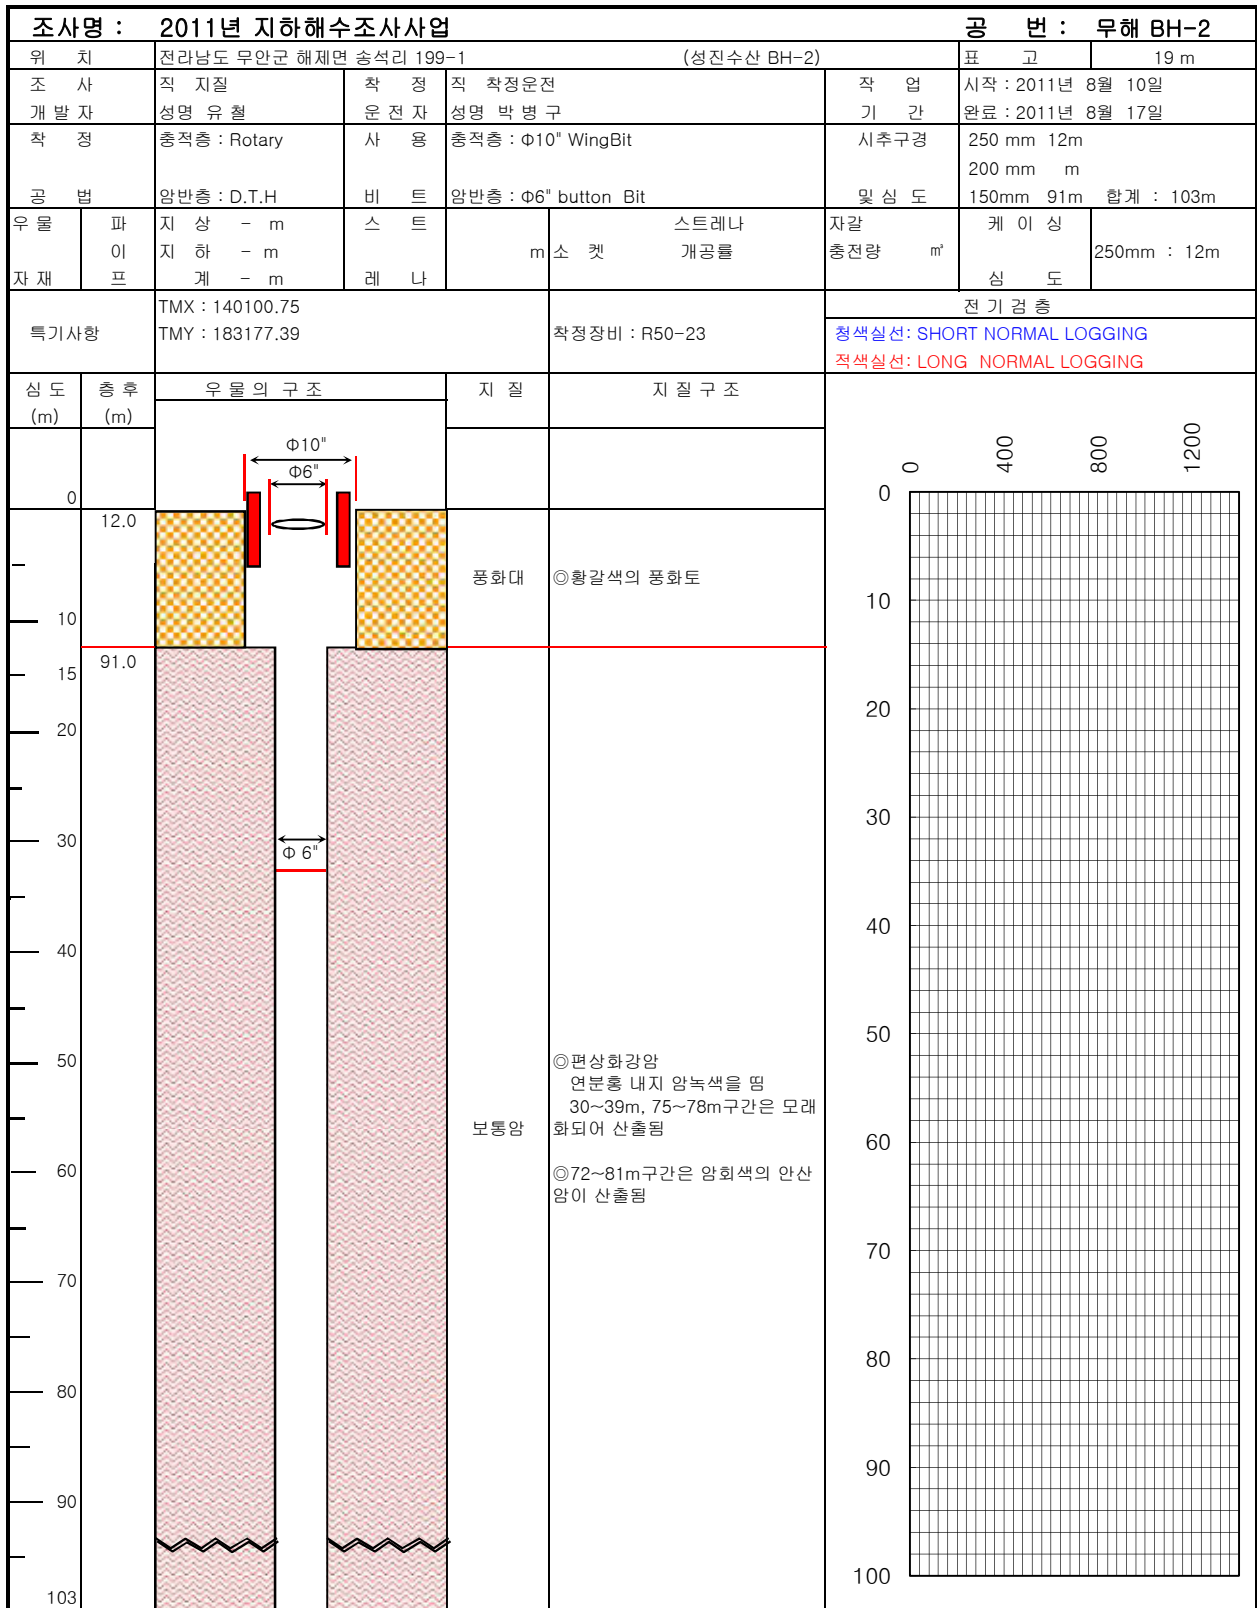 조사명 : 2011년 지하해수조사사업 공 번 : 무해 BH-2
위 치 전라남도 무안군 해제면 송석리 199-1 (성진수산 BH-2) 표 고 19 m
조 사 직 지질 착 정 직 착정운전 작 업 시작 : 2011년 8월 10일
개 발 자 성명 유 철 운 전 자 성명 박 병 구 기 간 완료 : 2011년 8월 17일
착 정 충적층 : Rotary 사 용 충적층 : Φ10" WingBit 시추구경 250 mm 12m
200 mm m
공 법 암반층 : D.T.H 비 트 암반층 : Φ6" button Bit 및 심 도 150mm 91m 합계 : 103m
우 물 파 지 상 - m 스 트 스트레나 자갈 케 이 싱
이 지 하 - m m 소 켓 개공률 충전량 ㎥ 250mm : 12m
자 재 프 계 - m 레 나 심 도
TMX : 140100.75 전 기 검 층
특기사항 TMY : 183177.39 착정장비 : R50-23 청색실선: SHORT NORMAL LOGGING
적색실선: LONG NORMAL LOGGING
심 도 층 후 우 물 의 구 조 지 질 지 질 구 조
(m) (m)
Φ10"
Φ6"
0 400 800 1200
0 0
12.0
풍화대 ◎황갈색의 풍화토
10 10
91.0
15
20 20
30 30
Φ 6"
40 40
50 50
◎편상화강암
연분홍 내지 암녹색을 띰
30~39m, 75~78m구간은 모래
보통암 화되어 산출됨
60 60
◎72~81m구간은 암회색의 안산
암이 산출됨
70 70
80 80
90 90
103 100